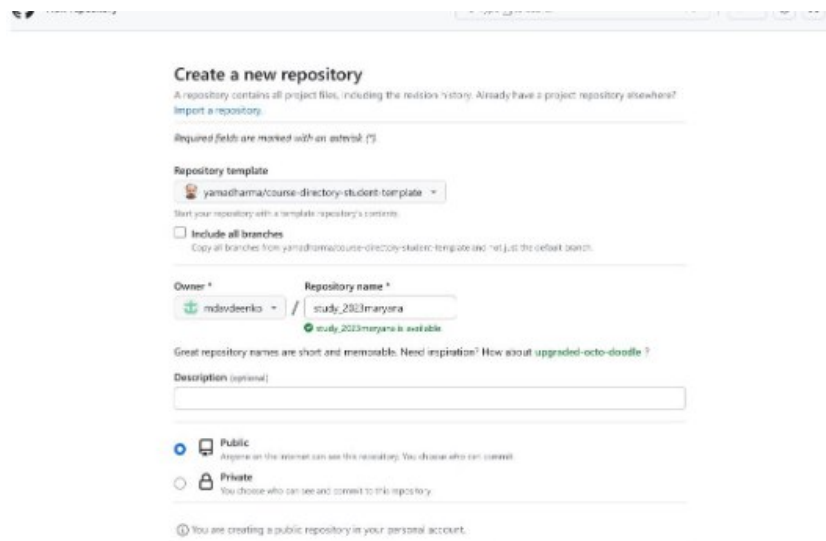 New repository
Create a new repository
A repository contains all project files, including the revision history. Already have a project repository elsewhere?
Import a repository.
Required fields are marked with an asterisk (*).
Repository template
yamadharma/course-directory-student-template
Start your repository with a template repository's contents.
Include all branches
Copy all branches from yamadharma/course-directory-student-template and not just the default branch.
Owner * Repository name *
mdavdeenko / study_2023maryana
study_2023maryana is available.
Great repository names are short and memorable. Need inspiration? How about upgraded-octo-doodle ?
Description (optional)
Public
Anyone on the internet can see this repository. You choose who can commit.
Private
You choose who can see and commit to this repository.
You are creating a public repository in your personal account.